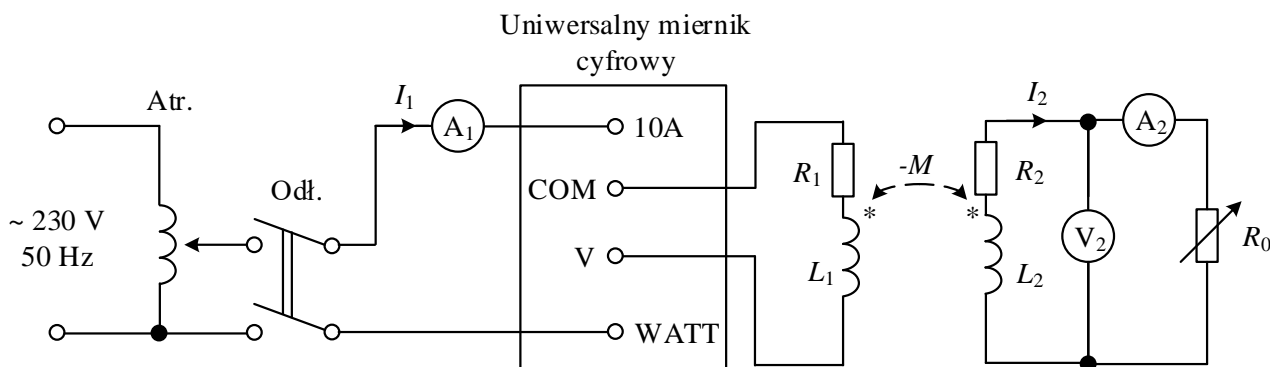 Uniwersalny miernik
cyfrowy
Atr.
I1
A1
10A
COM
V
WATT
Odł.
~ 230 V
50 Hz
R1
L1
-M
*
*
I2
R2
L2
A2
V2
R0